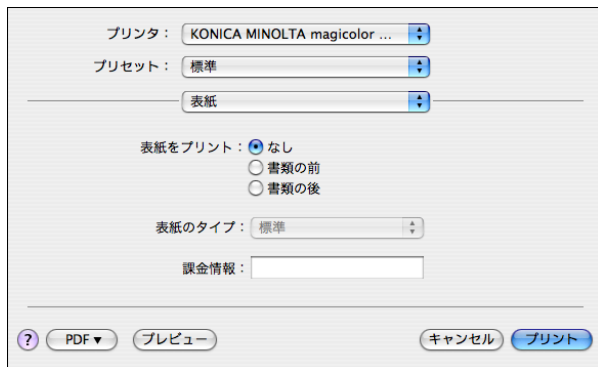 プリンタ： KONICA MINOLTA magicolor ...
プリセット： 標準
表紙
表紙をプリント： なし
書類の前
書類の後
表紙のタイプ： 標準
課金情報：
? PDF▼ プレビュー キャンセル プリント